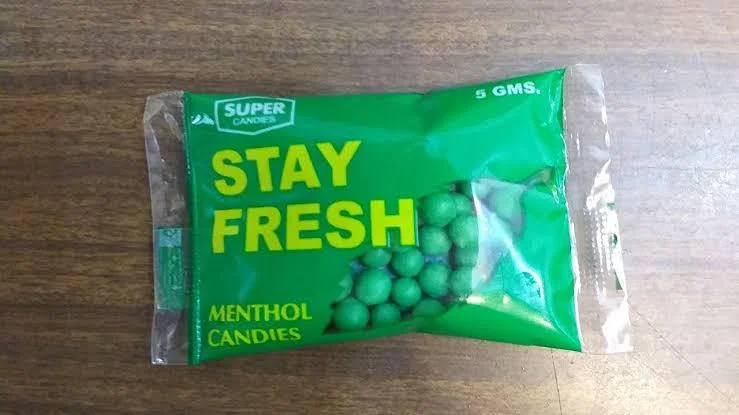 SUPER
CANDIES
5 GMS.
STAY
FRESH
MENTHOL
CANDIES